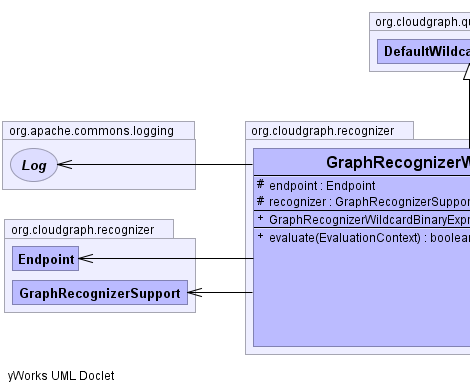 org.cloudgraph.qu
DefaultWildca
org.apache.commons.logging
Log
org.cloudgraph.recognizer
GraphRecognizerW
# endpoint : Endpoint
# recognizer : GraphRecognizerSuppor
+ GraphRecognizerWildcardBinaryExpr
+ evaluate(EvaluationContext) : boolea
org.cloudgraph.recognizer
Endpoint
GraphRecognizerSupport
yWorks UML Doclet